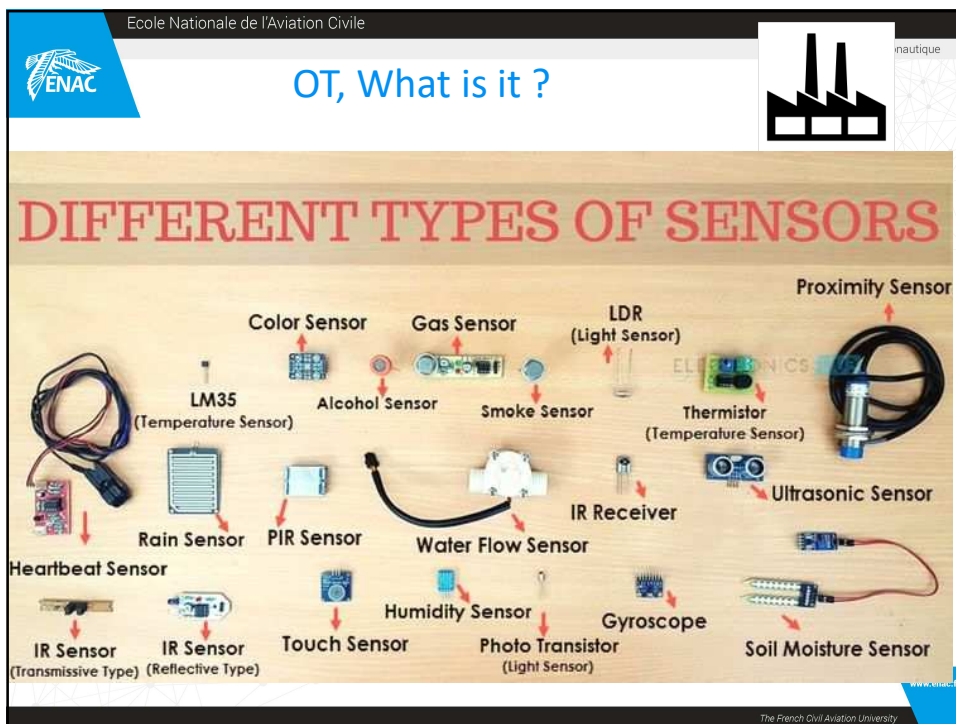 Ecole Nationale de l'Aviation Civile
nautique
ENAC
OT, What is it ?
DIFFERENT TYPES OF SENSORS
Proximity Sensor
Color Sensor
Gas Sensor
LDR
(Light Sensor)
LM35
(Temperature Sensor)
Alcohol Sensor
Smoke Sensor
Thermistor
(Temperature Sensor)
Rain Sensor
PIR Sensor
Water Flow Sensor
IR Receiver
Ultrasonic Sensor
Heartbeat Sensor
IR Sensor
(Transmissive Type)
IR Sensor
(Reflective Type)
Touch Sensor
Humidity Sensor
Photo Transistor
(Light Sensor)
Gyroscope
Soil Moisture Sensor
www.enac.f
The French Civil Aviation University